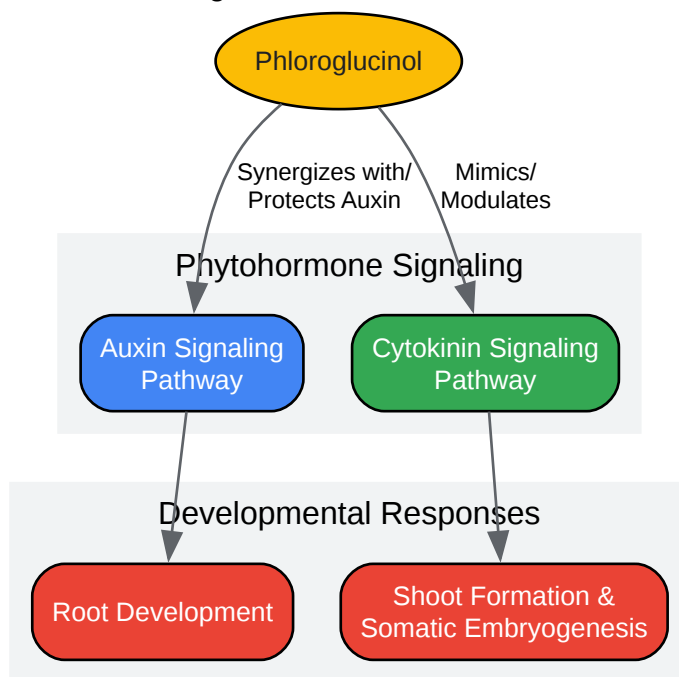 Phloroglucinol
Synergizes with/
Protects Auxin
Mimics/
Modulates
Phytohormone Signaling
Auxin Signaling
Pathway
Cytokinin Signaling
Pathway
Developmental Responses
Root Development
Shoot Formation &
Somatic Embryogenesis